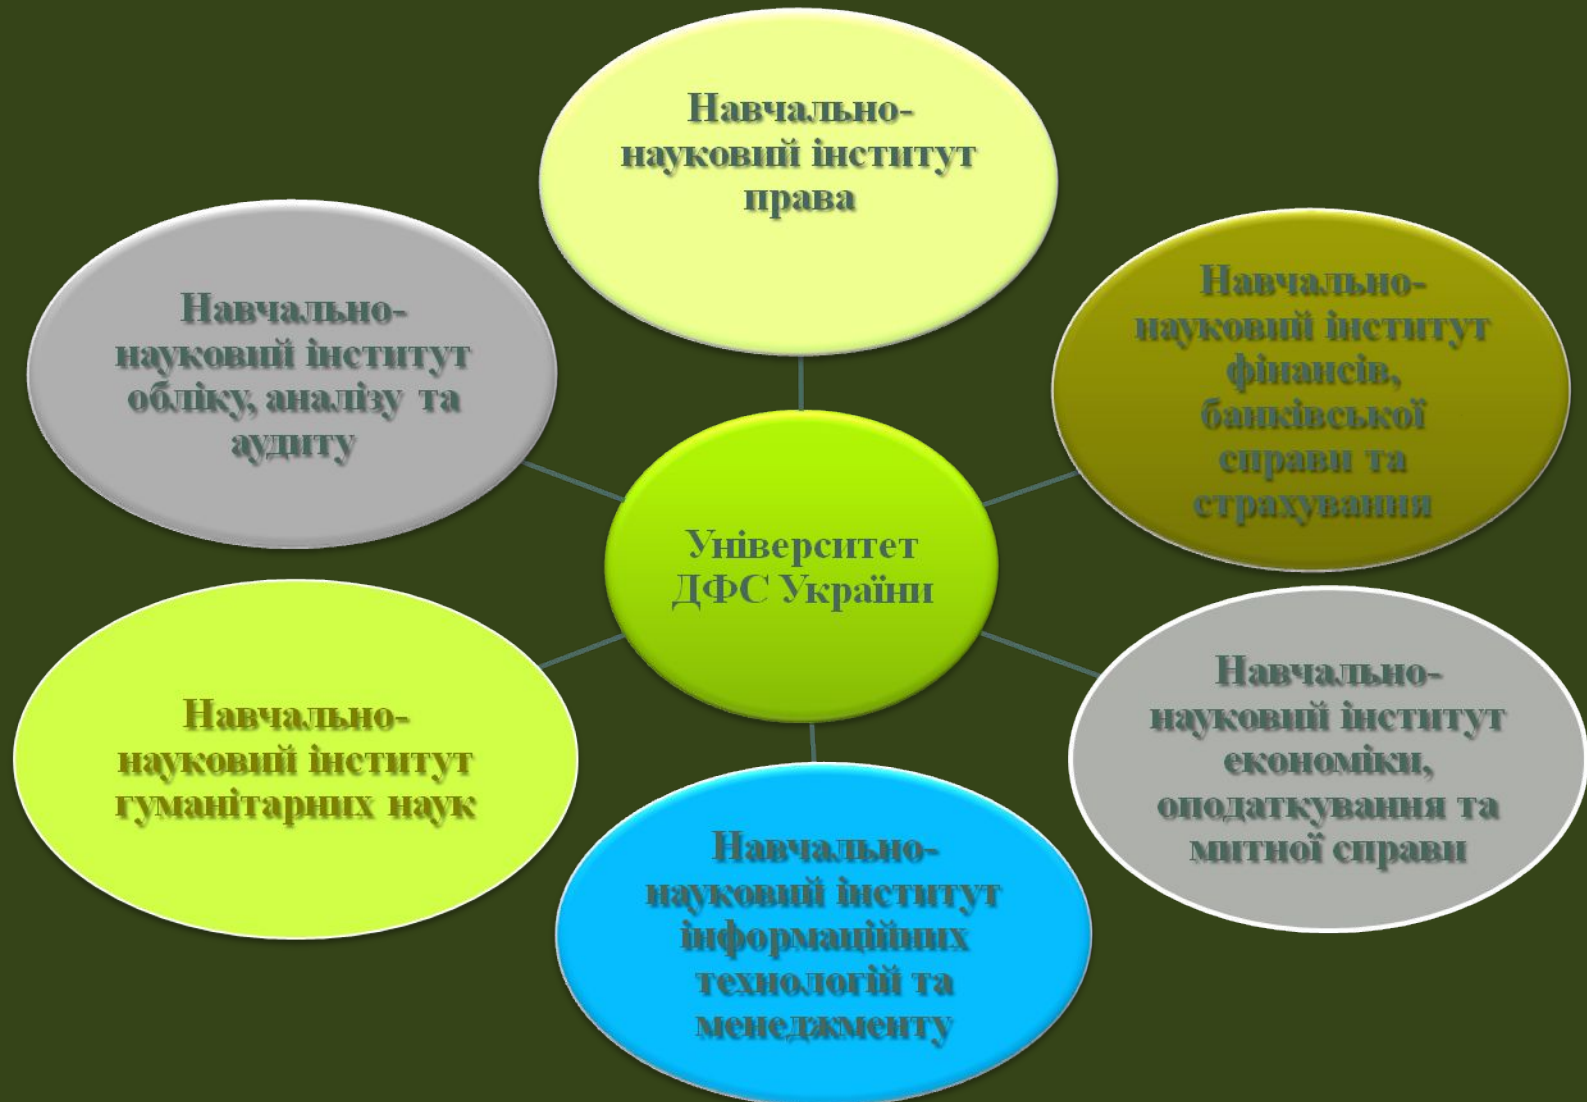 Навчально-
науковий інститут
права
Навчально-
науковий інститут
обліку, аналізу та
аудиту
Навчально-
науковий інститут
фінансів,
банківської
справи та
страхування
Університет
ДФС України
Навчально-
науковий інститут
гуманітарних наук
Навчально-
науковий інститут
економіки,
оподаткування та
митної справи
Навчально-
науковий інститут
інформаційних
технологій та
менеджменту